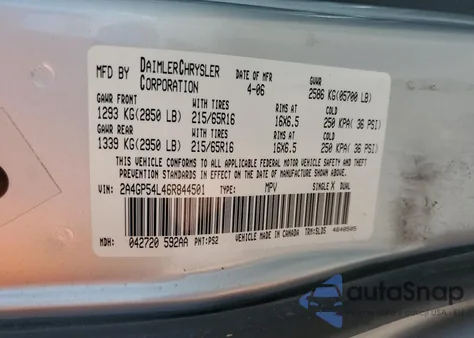 MFD BY DAIMLERCHRYSLER CORPORATION DATE OF MFR 4-06 GVWR 2586 KG(05700 LB)
GAWR FRONT WITH TIRES RIMS AT COLD
1293 KG(2850 LB) 215/65R16 16X6.5 250 KPA( 36 PSI)
GAWR REAR WITH TIRES RIMS AT COLD
1339 KG(2950 LB) 215/65R16 16X6.5 250 KPA( 36 PSI)
THIS VEHICLE CONFORMS TO ALL APPLICABLE FEDERAL MOTOR VEHICLE SAFETY, BUMPER, AND THEFT
PREVENTION STANDARDS IN EFFECT ON THE DATE OF MANUFACTURE SHOWN ABOVE.
VIN: 2A4GP54L46R844501 TYPE: MPV SINGLE X DUAL
MDH: 042720 592AA PNT: PS2 VEHICLE MADE IN CANADA TRM: SLD5 4640505
autoSnap